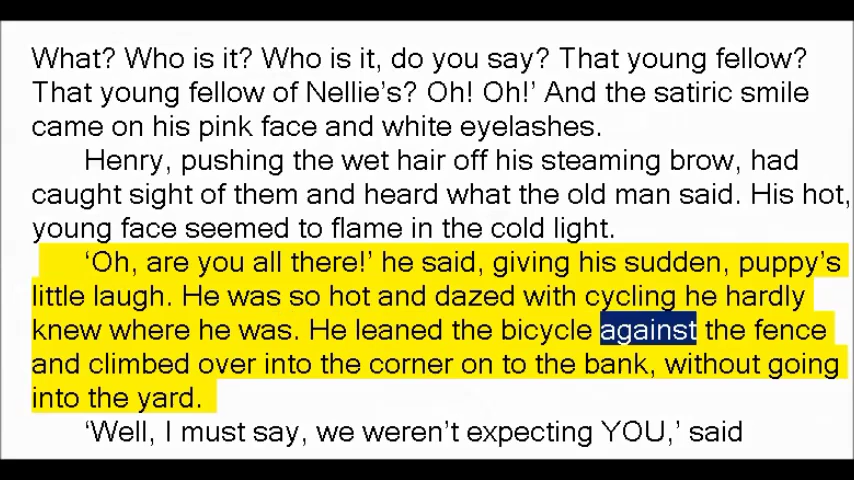 What? Who is it? Who is it, do you say? That young fellow?
That young fellow of Nellie’s? Oh! Oh!’ And the satiric smile
came on his pink face and white eyelashes.
Henry, pushing the wet hair off his steaming brow, had
caught sight of them and heard what the old man said. His hot,
young face seemed to flame in the cold light.
‘Oh, are you all there!’ he said, giving his sudden, puppy’s
little laugh. He was so hot and dazed with cycling he hardly
knew where he was. He leaned the bicycle against the fence
and climbed over into the corner on to the bank, without going
into the yard.
‘Well, I must say, we weren’t expecting YOU,’ said